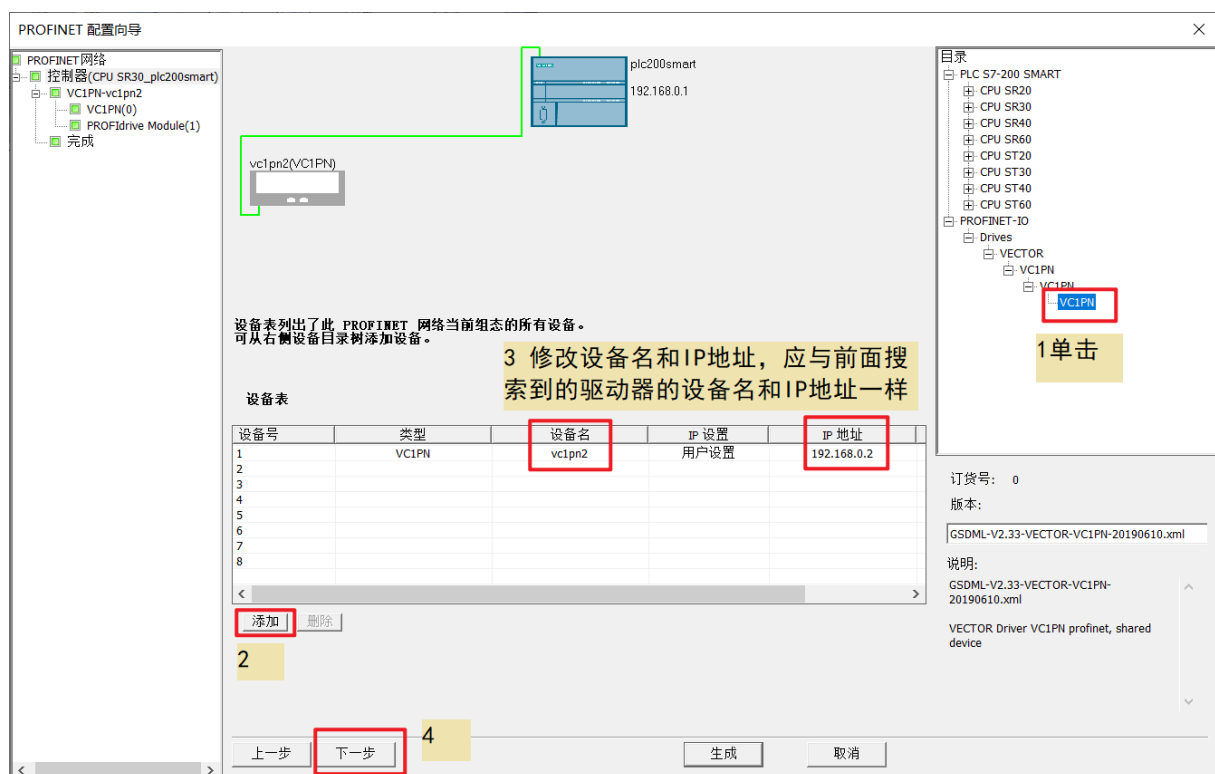 PROFINET 配置向导
PROFINET网络
控制器(CPU SR30_plc200smart)
VC1PN-vc1pn2
VC1PN(0)
PROFIdrive Module(1)
完成
plc200smart
192.168.0.1
vc1pn2(VC1PN)
设备表列出了此 PROFINET 网络当前组态的所有设备。
可从右侧设备目录树添加设备。
3 修改设备名和IP地址，应与前面搜
索到的驱动器的设备名和IP地址一样
设备表
设备号 类型 设备名 IP 设置 IP 地址
1 VC1PN vc1pn2 用户设置 192.168.0.2
2
3
4
5
6
7
8
添加 删除
2
4
上一步 下一步 生成 取消
目录
PLC S7-200 SMART
CPU SR20
CPU SR30
CPU SR40
CPU SR60
CPU ST20
CPU ST30
CPU ST40
CPU ST60
PROFINET-IO
Drives
VECTOR
VC1PN
VC1PN
VC1PN
1单击
订货号: 0
版本:
GSDML-V2.33-VECTOR-VC1PN-20190610.xml
说明:
GSDML-V2.33-VECTOR-VC1PN-
20190610.xml
VECTOR Driver VC1PN profinet, shared
device